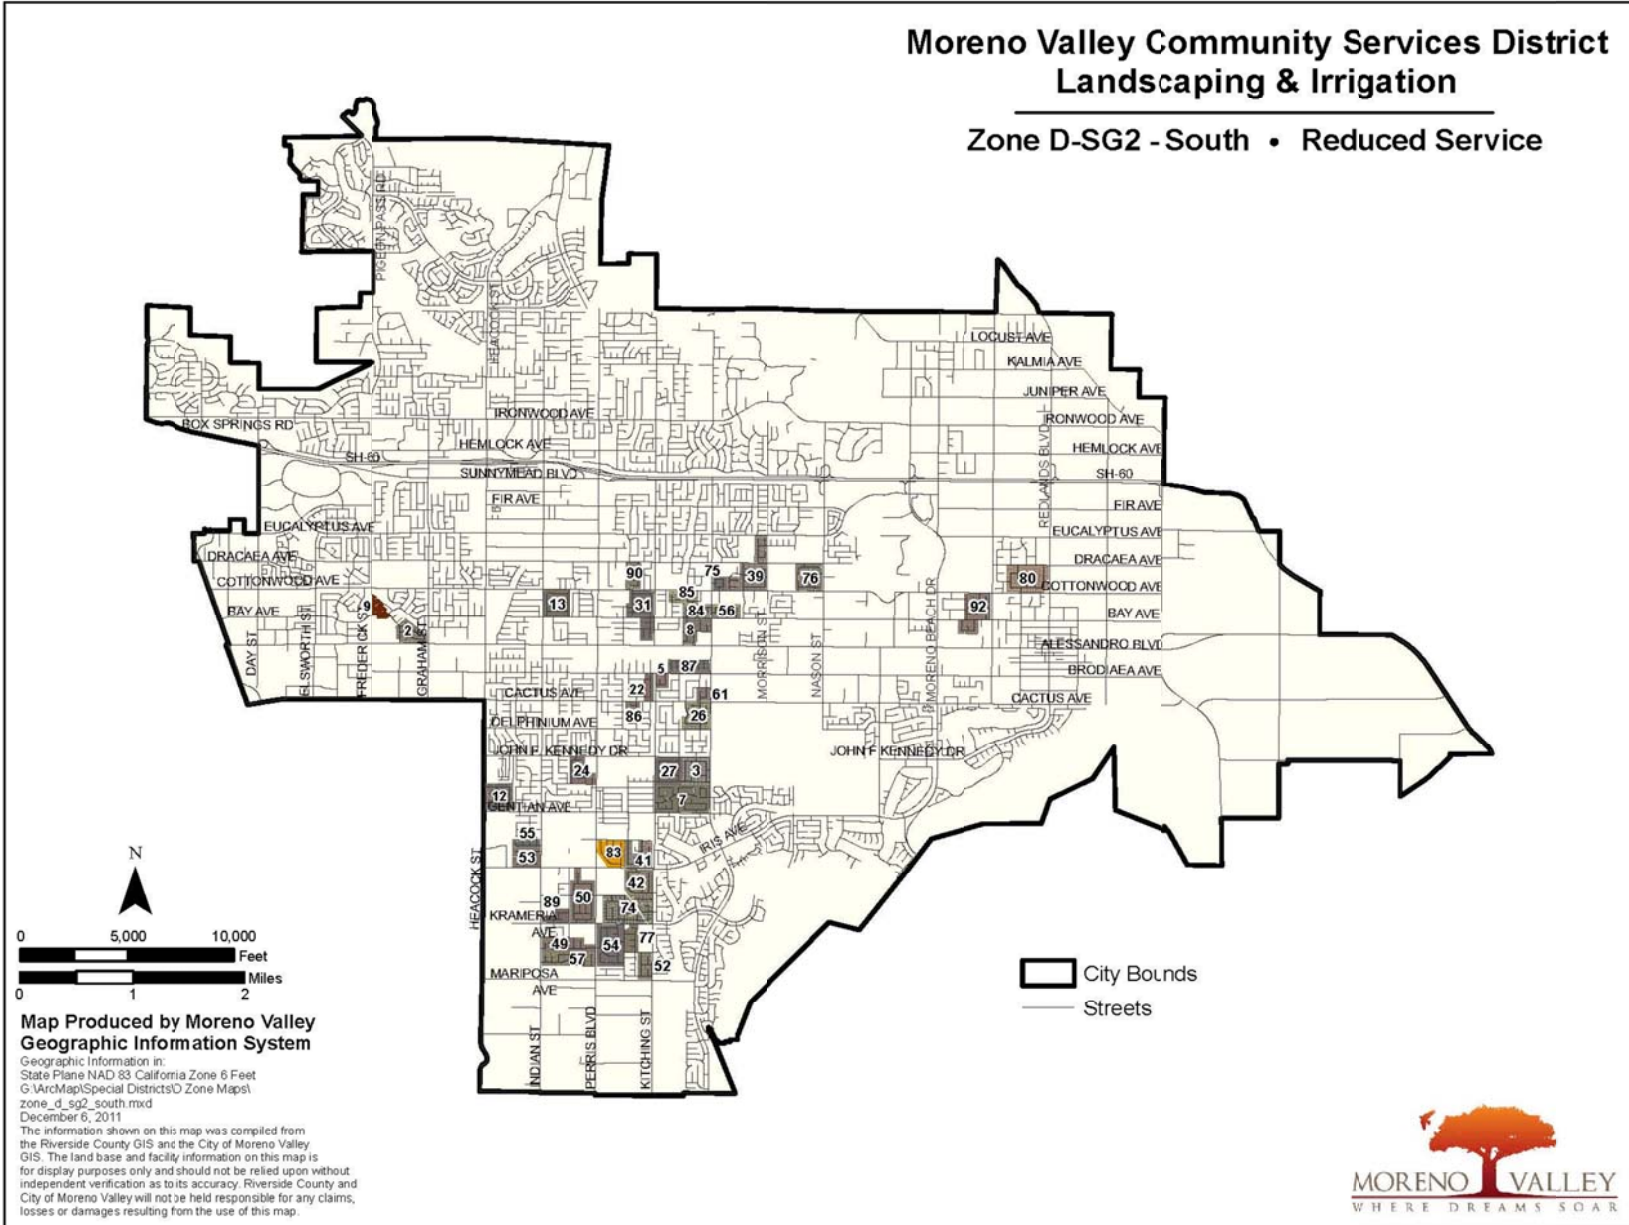 Moreno Valley Community Services District
Landscaping & Irrigation
Zone D-SG2 - South • Reduced Service
PIGEON PASS RD
HEACOCK ST
LOCUST AVE
KALMIA AVE
JUNIPER AVE
IRONWOOD AVE
IRONWOOD AVE
BOX SPRINGS RD
HEMLOCK AVE
HEMLOCK AVE
SH-60
SUNNYMEAD BLVD
SH-60
REDLANDS BLVD
FIR AVE
FIR AVE
EUCALYPTUS AVE
EUCALYPTUS AVE
DRACAEA AVE
DRACAEA AVE
COTTONWOOD AVE
COTTONWOOD AVE
90
75
39
76
80
85
BAY AVE
9
13
31
84
56
92
BAY AVE
2
8
ALESSANDRO BLVD
DAY ST
ELSWORTH ST
FREDERICK ST
GRAHAM ST
MORRISON ST
NASON ST
MORENO BEACH DR
5
87
BRODIAEA AVE
CACTUS AVE
22
61
CACTUS AVE
DELPHINIUM AVE
86
26
JOHN F. KENNEDY DR
JOHN F KENNEDY DR
24
27
3
12
7
GENTIAN AVE
55
IRIS AVE
53
83
41
42
HEACOCK ST
89
50
74
KRAMERIA
AVE
49
54
77
57
52
MARIPOSA
AVE
INDIAN ST
PERRIS BLVD
KITCHING ST
N
0 5,000 10,000
Feet
Miles
0 1 2
City Bounds
Streets
Map Produced by Moreno Valley
Geographic Information System
Geographic Information in:
State Plane NAD 83 California Zone 6 Feet
G:\ArcMap\Special Districts\D Zone Maps\
zone_d_sg2_south.mxd
December 6, 2011
The information shown on this map was compiled from
the Riverside County GIS and the City of Moreno Valley
GIS. The land base and facility information on this map is
for display purposes only and should not be relied upon without
independent verification as to its accuracy. Riverside County and
City of Moreno Valley will not be held responsible for any claims,
losses or damages resulting from the use of this map.
MORENO VALLEY
WHERE DREAMS SOAR